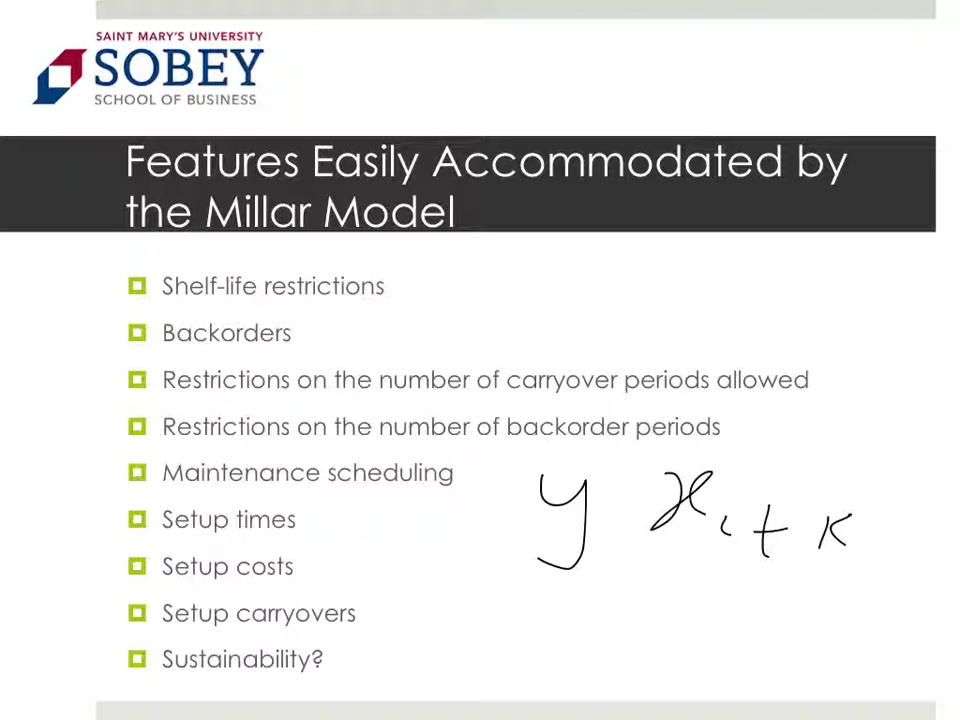 SAINT MARY'S UNIVERSITY
SOBEY
SCHOOL OF BUSINESS
Features Easily Accommodated by
the Millar Model
Shelf-life restrictions
Backorders
Restrictions on the number of carryover periods allowed
Restrictions on the number of backorder periods
Maintenance scheduling
Setup times
y x i t k
Setup costs
Setup carryovers
Sustainability?